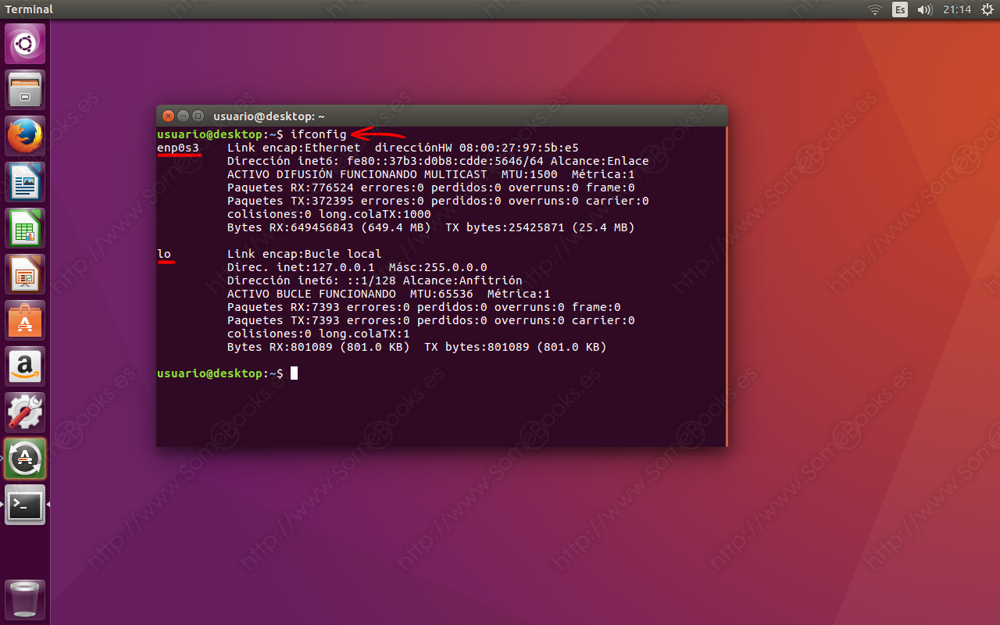 Terminal
Es
21:14
usuario@desktop: ~
usuario@desktop:~$ ifconfig
enp0s3    Link encap:Ethernet  direcciónHW 08:00:27:97:5b:e5
Dirección inet6: fe80::37b3:d0b8:cdde:5646/64 Alcance:Enlace
ACTIVO DIFUSIÓN FUNCIONANDO MULTICAST  MTU:1500  Métrica:1
Paquetes RX:776524 errores:0 perdidos:0 overruns:0 frame:0
Paquetes TX:372395 errores:0 perdidos:0 overruns:0 carrier:0
colisiones:0 long.colaTX:1000
Bytes RX:649456843 (649.4 MB)  TX bytes:25425871 (25.4 MB)
lo        Link encap:Bucle local
Direc. inet:127.0.0.1  Másc:255.0.0.0
Dirección inet6: ::1/128 Alcance:Anfitrión
ACTIVO BUCLE FUNCIONANDO  MTU:65536  Métrica:1
Paquetes RX:7393 errores:0 perdidos:0 overruns:0 frame:0
Paquetes TX:7393 errores:0 perdidos:0 overruns:0 carrier:0
colisiones:0 long.colaTX:1
Bytes RX:801089 (801.0 KB)  TX bytes:801089 (801.0 KB)
usuario@desktop:~$
http://www.SomeBooks.es